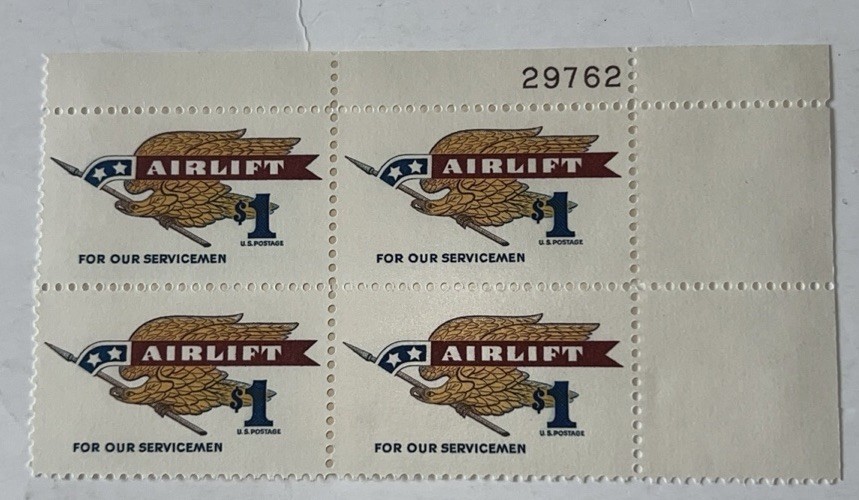 29762
AIRLIFT
$1
U.S. POSTAGE
FOR OUR SERVICEMEN
AIRLIFT
$1
U.S. POSTAGE
FOR OUR SERVICEMEN
AIRLIFT
$1
U.S. POSTAGE
FOR OUR SERVICEMEN
AIRLIFT
$1
U.S. POSTAGE
FOR OUR SERVICEMEN